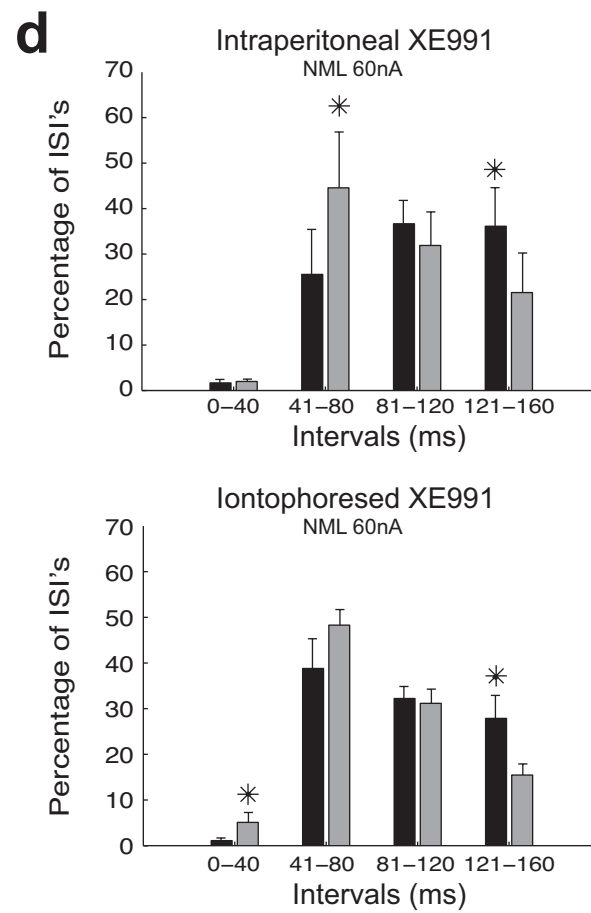 d
Intraperitoneal XE991
NML 60nA
Percentage of ISI's
70
60
50
40
30
20
10
0
*
*
0–40 41–80 81–120 121–160
Intervals (ms)
Iontophoresed XE991
NML 60nA
Percentage of ISI's
70
60
50
40
30
20
10
0
*
*
0–40 41–80 81–120 121–160
Intervals (ms)